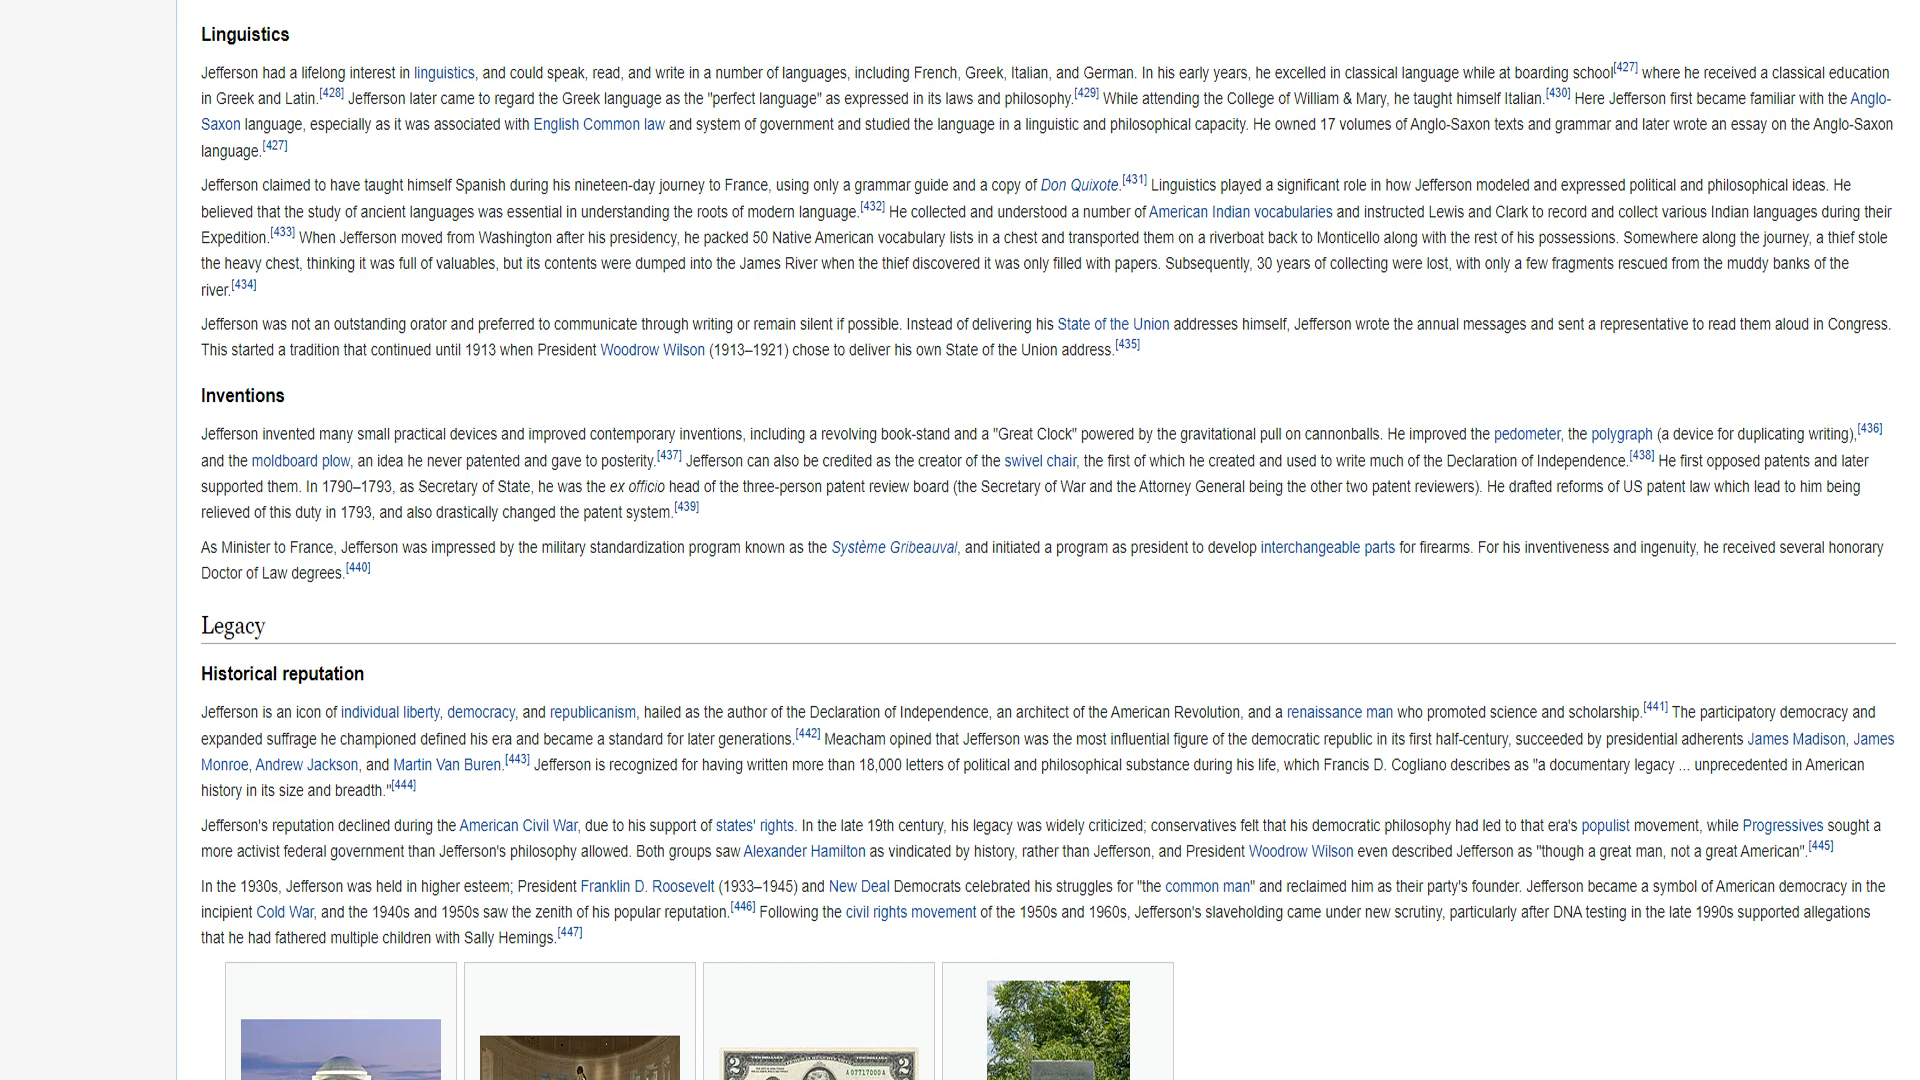 Linguistics
Jefferson had a lifelong interest in linguistics, and could speak, read, and write in a number of languages, including French, Greek, Italian, and German. In his early years, he excelled in classical language while at boarding school[427] where he received a classical education
in Greek and Latin.[428] Jefferson later came to regard the Greek language as the "perfect language" as expressed in its laws and philosophy.[429] While attending the College of William & Mary, he taught himself Italian.[430] Here Jefferson first became familiar with the Anglo-
Saxon language, especially as it was associated with English Common law and system of government and studied the language in a linguistic and philosophical capacity. He owned 17 volumes of Anglo-Saxon texts and grammar and later wrote an essay on the Anglo-Saxon
language.[427]
Jefferson claimed to have taught himself Spanish during his nineteen-day journey to France, using only a grammar guide and a copy of Don Quixote.[431] Linguistics played a significant role in how Jefferson modeled and expressed political and philosophical ideas. He
believed that the study of ancient languages was essential in understanding the roots of modern language.[432] He collected and understood a number of American Indian vocabularies and instructed Lewis and Clark to record and collect various Indian languages during their
Expedition.[433] When Jefferson moved from Washington after his presidency, he packed 50 Native American vocabulary lists in a chest and transported them on a riverboat back to Monticello along with the rest of his possessions. Somewhere along the journey, a thief stole
the heavy chest, thinking it was full of valuables, but its contents were dumped into the James River when the thief discovered it was only filled with papers. Subsequently, 30 years of collecting were lost, with only a few fragments rescued from the muddy banks of the
river.[434]
Jefferson was not an outstanding orator and preferred to communicate through writing or remain silent if possible. Instead of delivering his State of the Union addresses himself, Jefferson wrote the annual messages and sent a representative to read them aloud in Congress.
This started a tradition that continued until 1913 when President Woodrow Wilson (1913–1921) chose to deliver his own State of the Union address.[435]
Inventions
Jefferson invented many small practical devices and improved contemporary inventions, including a revolving book-stand and a "Great Clock" powered by the gravitational pull on cannonballs. He improved the pedometer, the polygraph (a device for duplicating writing),[436]
and the moldboard plow, an idea he never patented and gave to posterity.[437] Jefferson can also be credited as the creator of the swivel chair, the first of which he created and used to write much of the Declaration of Independence.[438] He first opposed patents and later
supported them. In 1790–1793, as Secretary of State, he was the ex officio head of the three-person patent review board (the Secretary of War and the Attorney General being the other two patent reviewers). He drafted reforms of US patent law which lead to him being
relieved of this duty in 1793, and also drastically changed the patent system.[439]
As Minister to France, Jefferson was impressed by the military standardization program known as the Système Gribeauval, and initiated a program as president to develop interchangeable parts for firearms. For his inventiveness and ingenuity, he received several honorary
Doctor of Law degrees.[440]
Legacy
Historical reputation
Jefferson is an icon of individual liberty, democracy, and republicanism, hailed as the author of the Declaration of Independence, an architect of the American Revolution, and a renaissance man who promoted science and scholarship.[441] The participatory democracy and
expanded suffrage he championed defined his era and became a standard for later generations.[442] Meacham opined that Jefferson was the most influential figure of the democratic republic in its first half-century, succeeded by presidential adherents James Madison, James
Monroe, Andrew Jackson, and Martin Van Buren.[443] Jefferson is recognized for having written more than 18,000 letters of political and philosophical substance during his life, which Francis D. Cogliano describes as "a documentary legacy ... unprecedented in American
history in its size and breadth."[444]
Jefferson's reputation declined during the American Civil War, due to his support of states' rights. In the late 19th century, his legacy was widely criticized; conservatives felt that his democratic philosophy had led to that era's populist movement, while Progressives sought a
more activist federal government than Jefferson's philosophy allowed. Both groups saw Alexander Hamilton as vindicated by history, rather than Jefferson, and President Woodrow Wilson even described Jefferson as "though a great man, not a great American".[445]
In the 1930s, Jefferson was held in higher esteem; President Franklin D. Roosevelt (1933–1945) and New Deal Democrats celebrated his struggles for "the common man" and reclaimed him as their party's founder. Jefferson became a symbol of American democracy in the
incipient Cold War, and the 1940s and 1950s saw the zenith of his popular reputation.[446] Following the civil rights movement of the 1950s and 1960s, Jefferson's slaveholding came under new scrutiny, particularly after DNA testing in the late 1990s supported allegations
that he had fathered multiple children with Sally Hemings.[447]
2
2
A 07717000 A